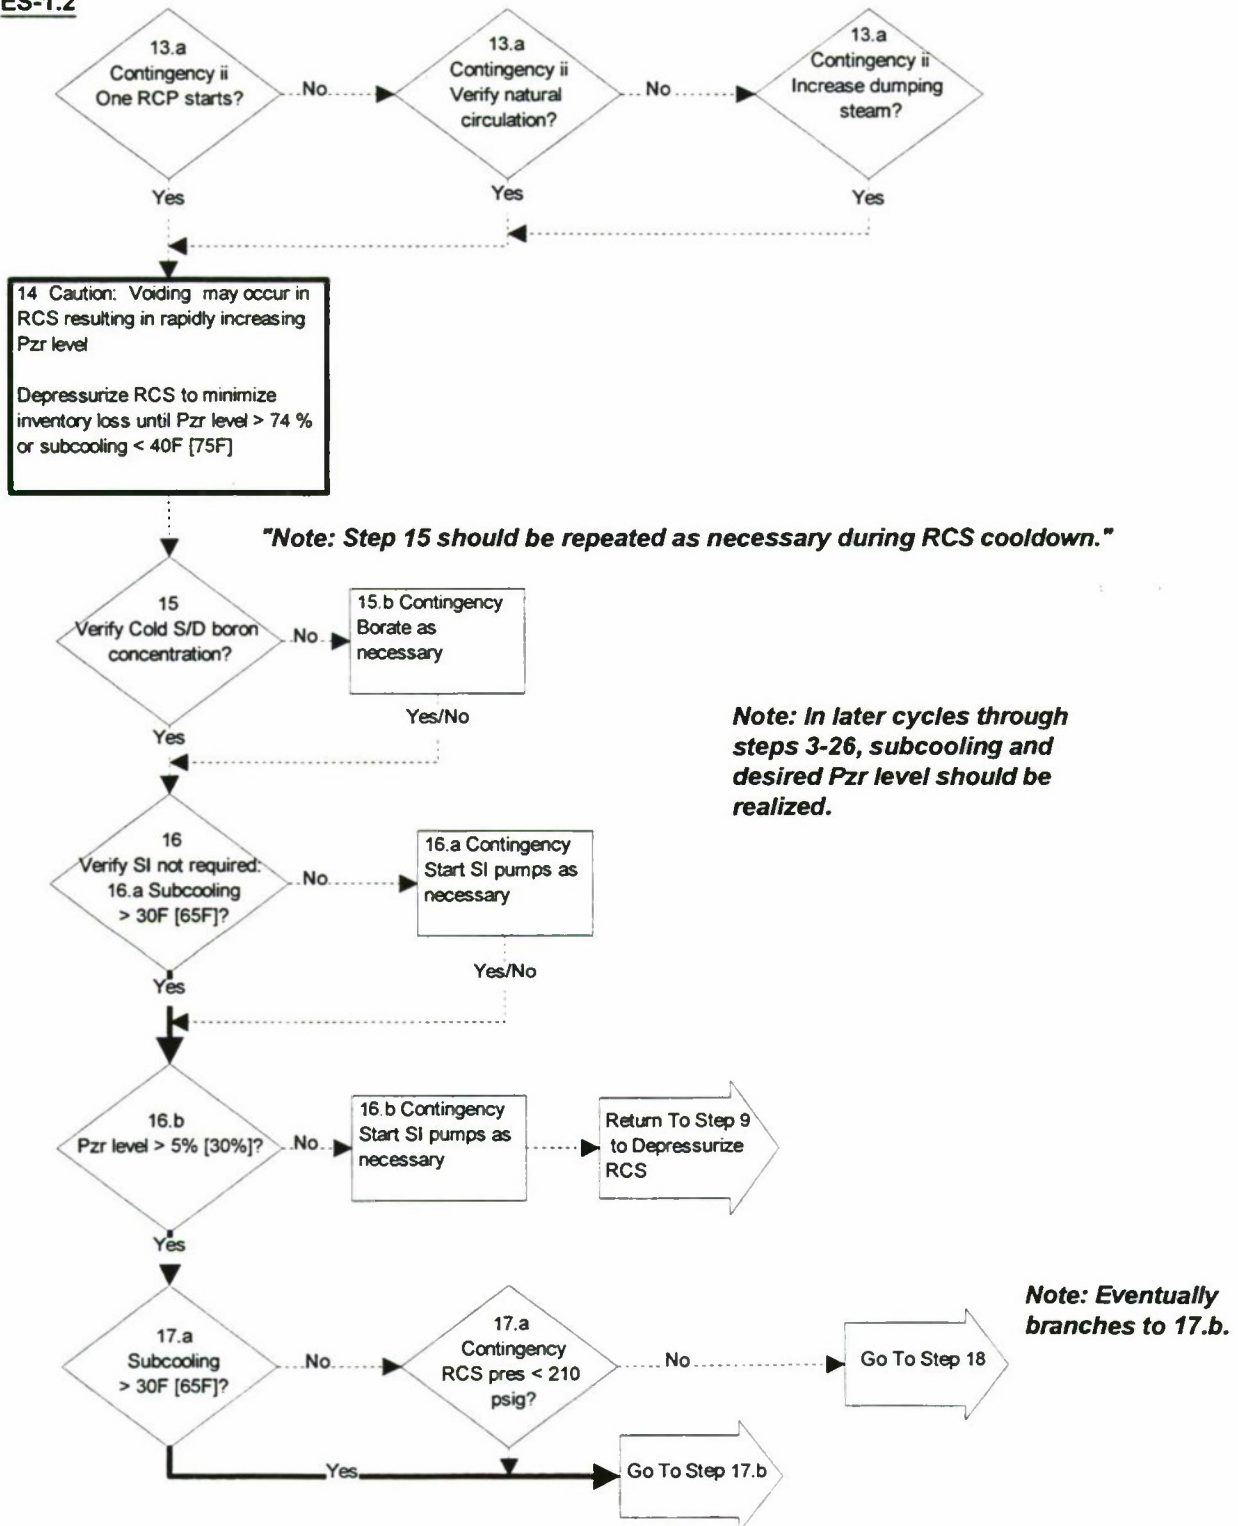 ES-1.2
13.a
Contingency ii
One RCP starts?
No
13.a
Contingency ii
Verify natural
circulation?
No
13.a
Contingency ii
Increase dumping
steam?
Yes
Yes
Yes
14 Caution: Voiding may occur in
RCS resulting in rapidly increasing
Pzr level
Depressurize RCS to minimize
inventory loss until Pzr level > 74 %
or subcooling < 40F [75F]
"Note: Step 15 should be repeated as necessary during RCS cooldown."
15
Verify Cold S/D boron
concentration?
No
15.b Contingency
Borate as
necessary
Yes
Yes/No
Note: In later cycles through
steps 3-26, subcooling and
desired Pzr level should be
realized.
16
Verify SI not required:
16.a Subcooling
> 30F [65F]?
No
16.a Contingency
Start SI pumps as
necessary
Yes
Yes/No
16.b
Pzr level > 5% [30%]?
No
16.b Contingency
Start SI pumps as
necessary
Return To Step 9
to Depressurize
RCS
Yes
17.a
Subcooling
> 30F [65F]?
No
17.a
Contingency
RCS pres < 210
psig?
No
Go To Step 18
Note: Eventually
branches to 17.b.
Yes
Go To Step 17.b